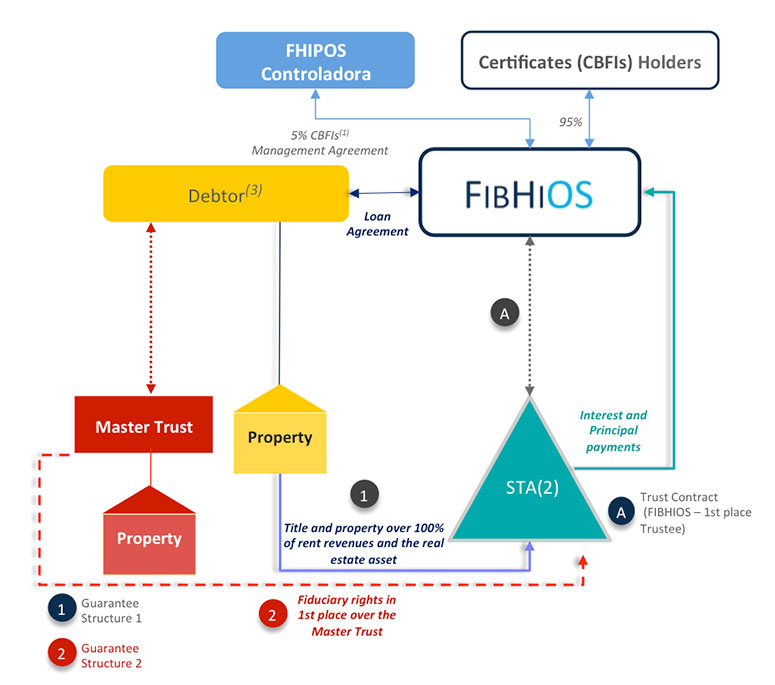 FHIPOS
Controladora
Certificates (CBFIs) Holders
5% CBFIs(1)
Management Agreement
95%
Debtor(3)
FIBHIOS
Loan
Agreement
A
Master Trust
Property
Property
Interest and
Principal
payments
STA(2)
1
A
Trust Contract
(FIBHIOS – 1st place
Trustee)
Title and property over 100%
of rent revenues and the real
estate asset
1
Guarantee
Structure 1
2
Fiduciary rights in
1st place over the
Master Trust
2
Guarantee
Structure 2